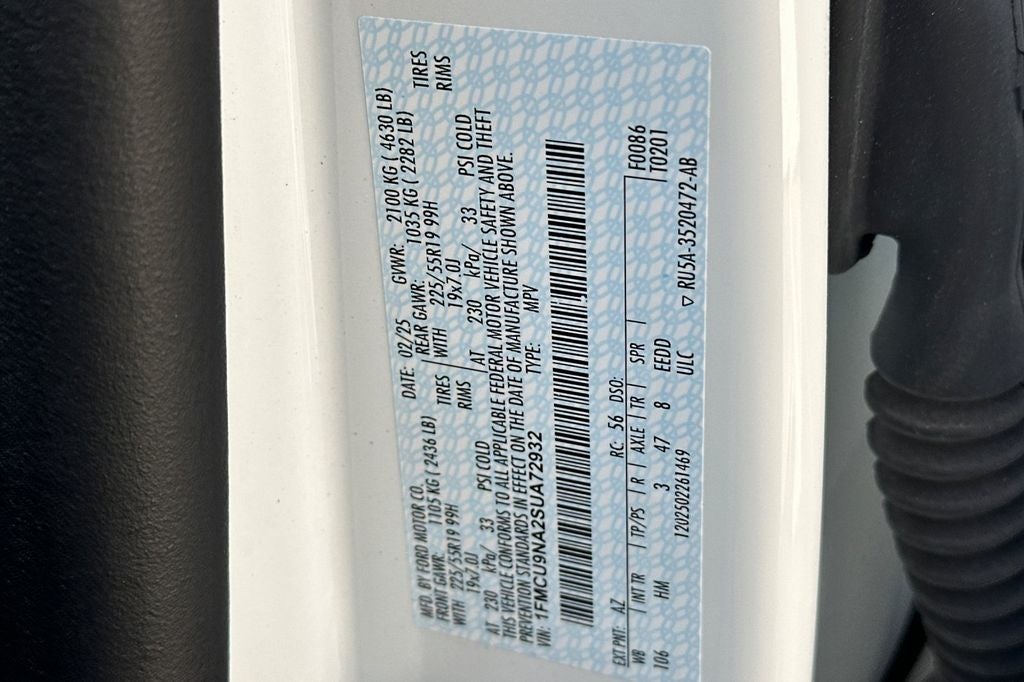 MFD. BY FORD MOTOR CO.
DATE: 02/25 GVWR: 2100 KG ( 4630 LB)
FRONT GAWR: 1105 KG ( 2436 LB) REAR GAWR: 1035 KG ( 2282 LB)
WITH 225/55R19 99H TIRES WITH 225/55R19 99H TIRES
19x7.0J RIMS 19x7.0J RIMS
AT 230 kPa/ 33 PSI COLD AT 230 kPa/ 33 PSI COLD
THIS VEHICLE CONFORMS TO ALL APPLICABLE FEDERAL MOTOR VEHICLE SAFETY AND THEFT
PREVENTION STANDARDS IN EFFECT ON THE DATE OF MANUFACTURE SHOWN ABOVE.
VIN: 1FMCU9NA2SUA72932 TYPE: MPV
EXT PNT: AZ RC: 56 DSO: F0086
WB INT TR TP/PS R AXLE TR SPR T0201
106 HM 3 47 8 EEDD
12U2502261469 ULC ▽ RU5A-3520472-AB